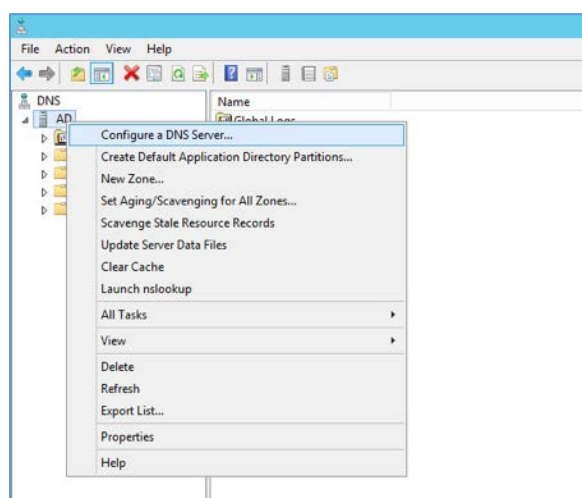 File Action View Help
DNS
Name
AD
Global Logs
Configure a DNS Server...
Create Default Application Directory Partitions...
New Zone...
Set Aging/Scavenging for All Zones...
Scavenge Stale Resource Records
Update Server Data Files
Clear Cache
Launch nslookup
All Tasks
View
Delete
Refresh
Export List...
Properties
Help